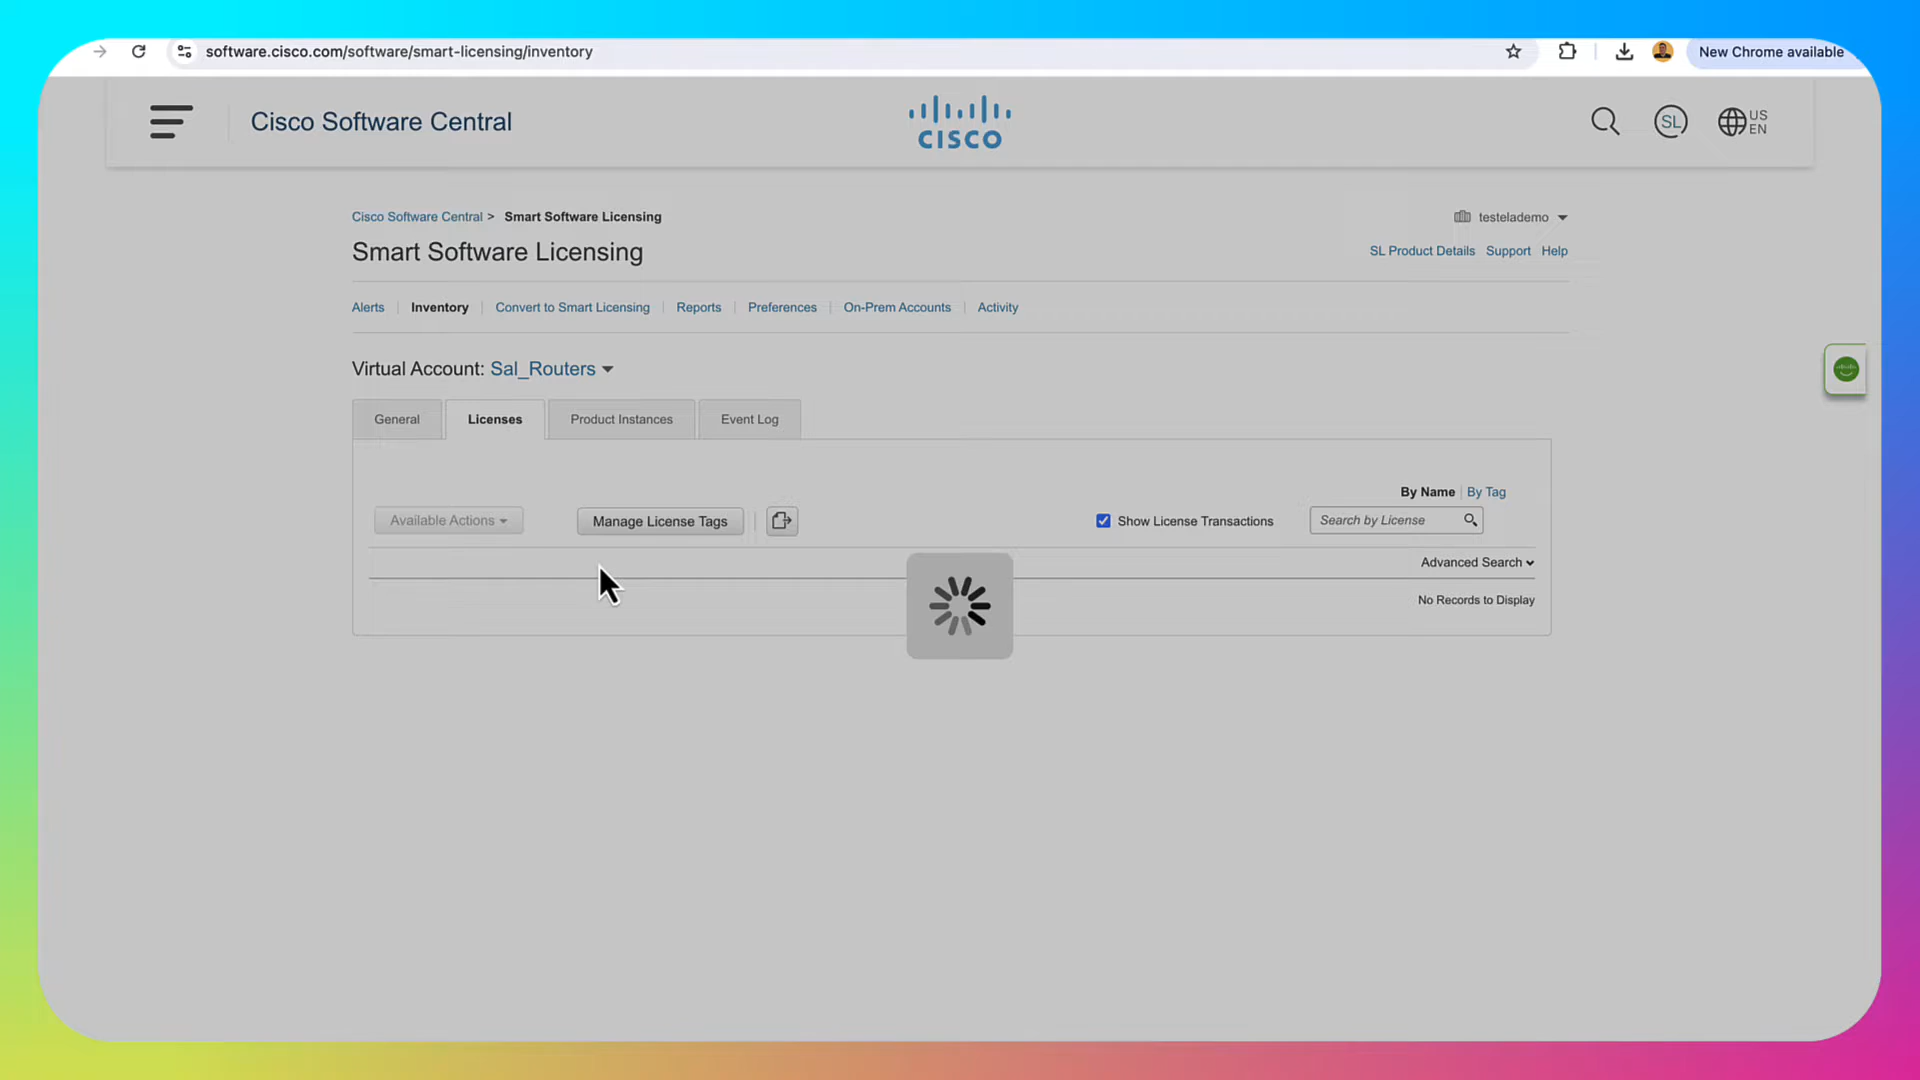 software.cisco.com/software/smart-licensing/inventory
New Chrome available
Cisco Software Central
CISCO
SL
US
EN
Cisco Software Central > Smart Software Licensing
testelademo
Smart Software Licensing
SL Product Details Support Help
Alerts | Inventory | Convert to Smart Licensing | Reports | Preferences | On-Prem Accounts | Activity
Virtual Account: Sal_Routers
General Licenses Product Instances Event Log
By Name | By Tag
Available Actions Manage License Tags Show License Transactions Search by License
Advanced Search
No Records to Display